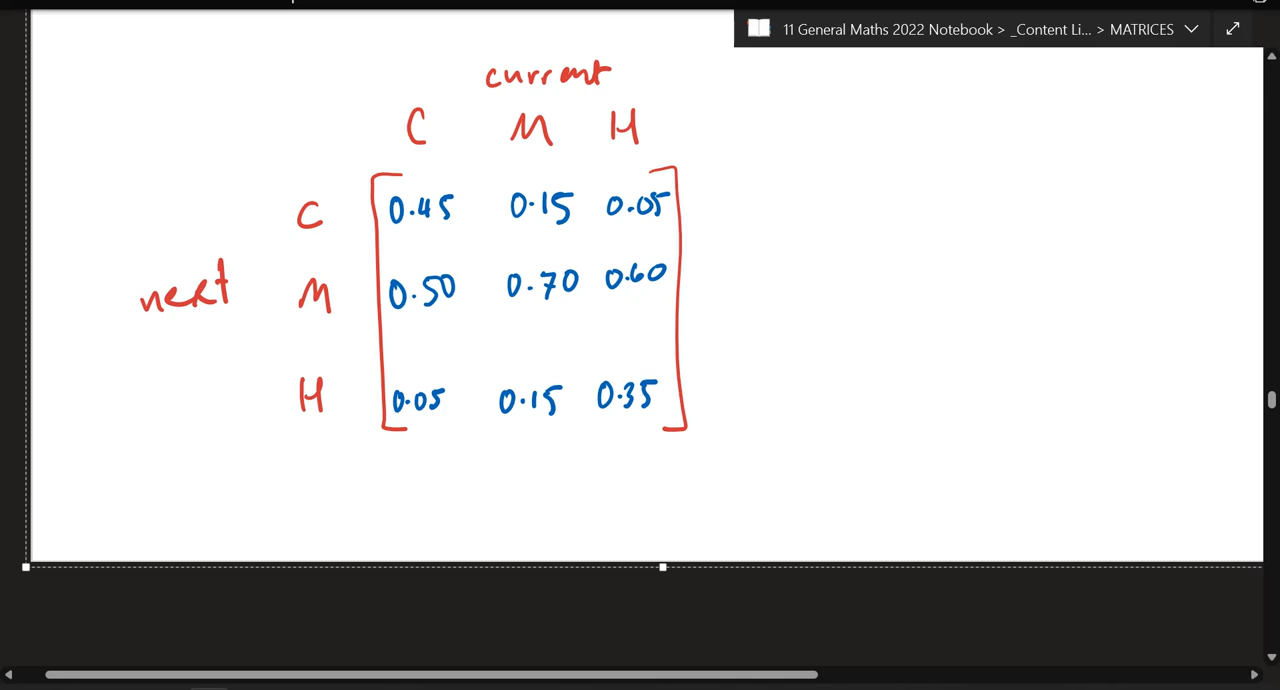 11 General Maths 2022 Notebook > _Content Li... > MATRICES
current
C M H
C 0.45 0.15 0.05
next M 0.50 0.70 0.60
H 0.05 0.15 0.35